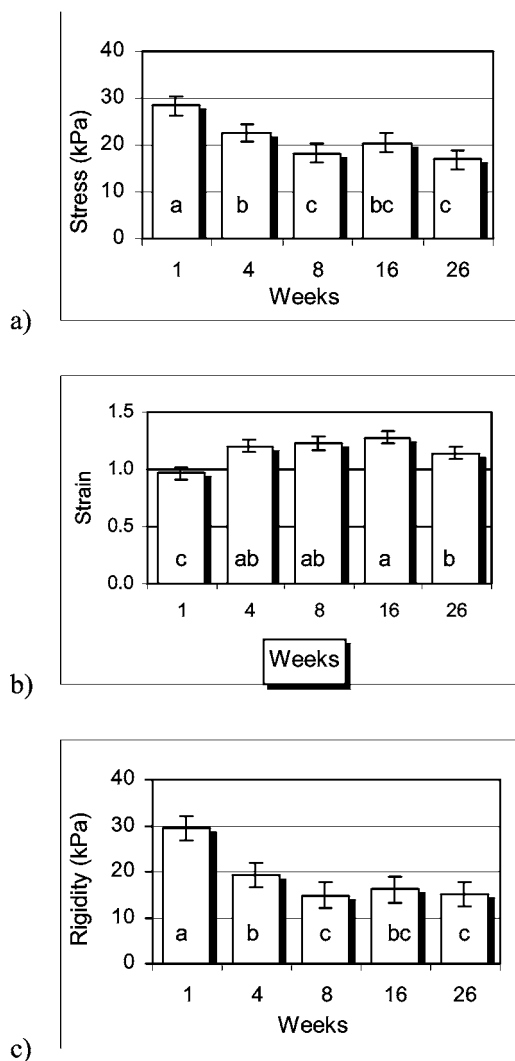 40
30
20
10
0
Stress (kPa)
a b c bc c
1 4 8 16 26
Weeks
a)
1.5
1.0
0.5
0.0
Strain
c ab ab a b
1 4 8 16 26
Weeks
b)
40
30
20
10
0
Rigidity (kPa)
a b c bc c
1 4 8 16 26
Weeks
c)